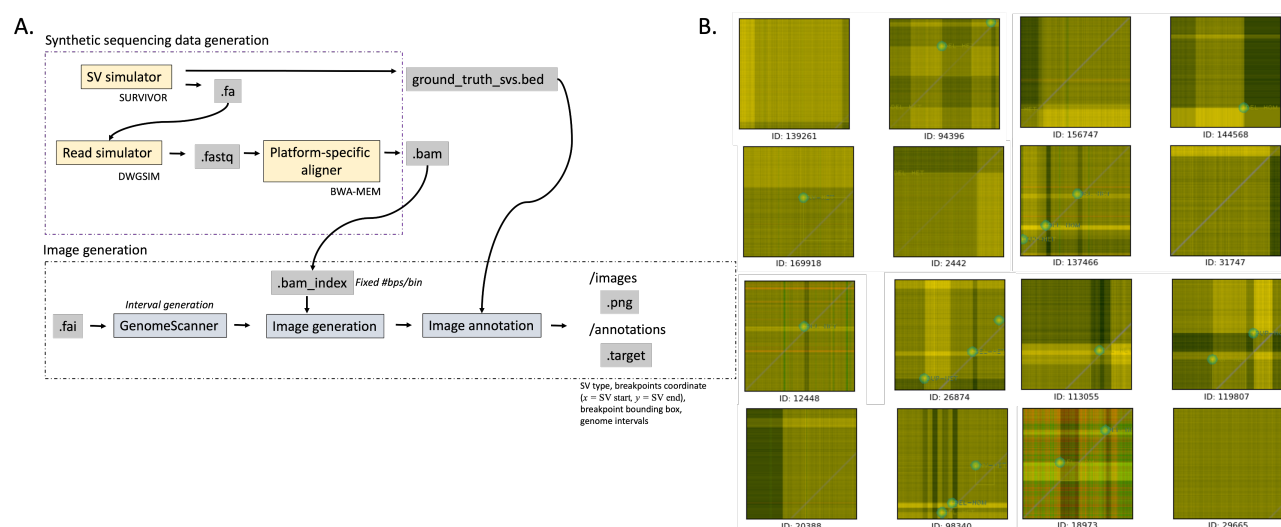 A.
Synthetic sequencing data generation
SV simulator
SURVIVOR
.fa
ground_truth_svs.bed
Read simulator
DWGSIM
.fastq
Platform-specific
aligner
BWA-MEM
.bam
Image generation
.bam_index
Fixed #bps/bin
Interval generation
.fai
GenomeScanner
Image generation
Image annotation
/images
.png
/annotations
.target
SV type, breakpoints coordinate
(x = SV start, y = SV end),
breakpoint bounding box,
genome intervals
B.
ID: 139261
ID: 94396
ID: 156747
ID: 144568
ID: 169918
ID: 2442
ID: 137466
ID: 31747
ID: 12448
ID: 26874
ID: 113055
ID: 119807
ID: 20388
ID: 98340
ID: 18973
ID: 29665